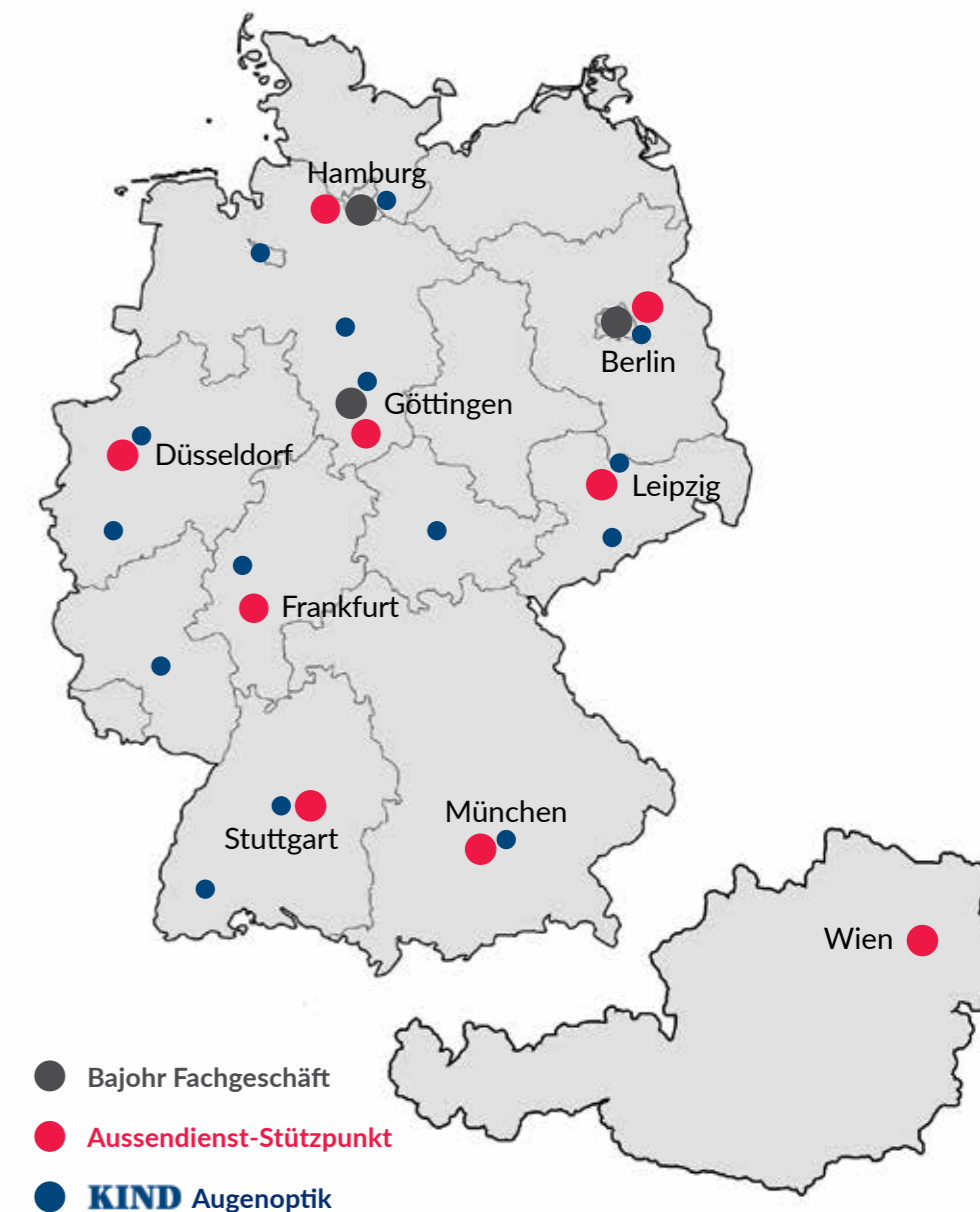 Hamburg
Berlin
Göttingen
Düsseldorf
Leipzig
Frankfurt
München
Stuttgart
Wien
Bajohr Fachgeschäft
Aussendienst-Stützpunkt
KIND Augenoptik